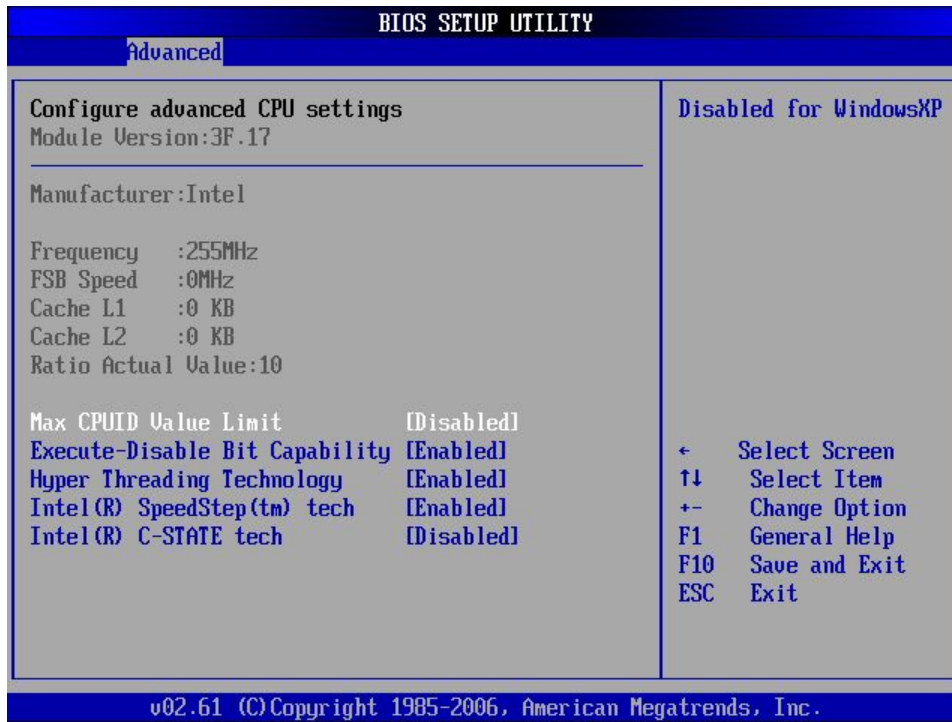 BIOS SETUP UTILITY
Advanced
Configure advanced CPU settings
Module Version:3F.17
Manufacturer:Intel
Frequency :255MHz
FSB Speed :0MHz
Cache L1 :0 KB
Cache L2 :0 KB
Ratio Actual Value:10
Max CPUID Value Limit [Disabled]
Execute-Disable Bit Capability [Enabled]
Hyper Threading Technology [Enabled]
Intel(R) SpeedStep(tm) tech [Enabled]
Intel(R) C-STATE tech [Disabled]
Disabled for WindowsXP
← Select Screen
↑↓ Select Item
+- Change Option
F1 General Help
F10 Save and Exit
ESC Exit
v02.61 (C)Copyright 1985-2006, American Megatrends, Inc.